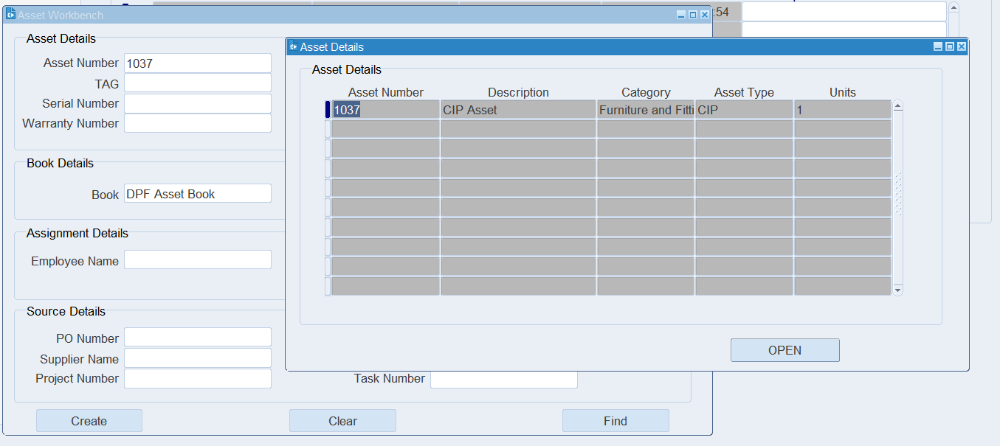 :54
Asset Workbench
Asset Details
Asset Number 1037
TAG
Serial Number
Warranty Number
Book Details
Book DPF Asset Book
Assignment Details
Employee Name
Source Details
PO Number
Supplier Name
Project Number
Task Number
Create Clear Find
Asset Details
Asset Details
Asset Number Description Category Asset Type Units
1037 CIP Asset Furniture and Fitti CIP 1
OPEN